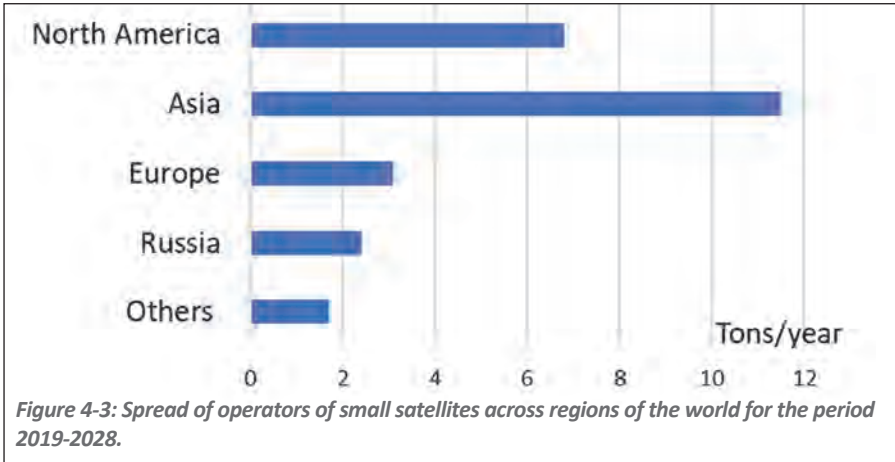 North America
Asia
Europe
Russia
Others
Tons/year
0 2 4 6 8 10 12
Figure 4-3: Spread of operators of small satellites across regions of the world for the period
2019-2028.